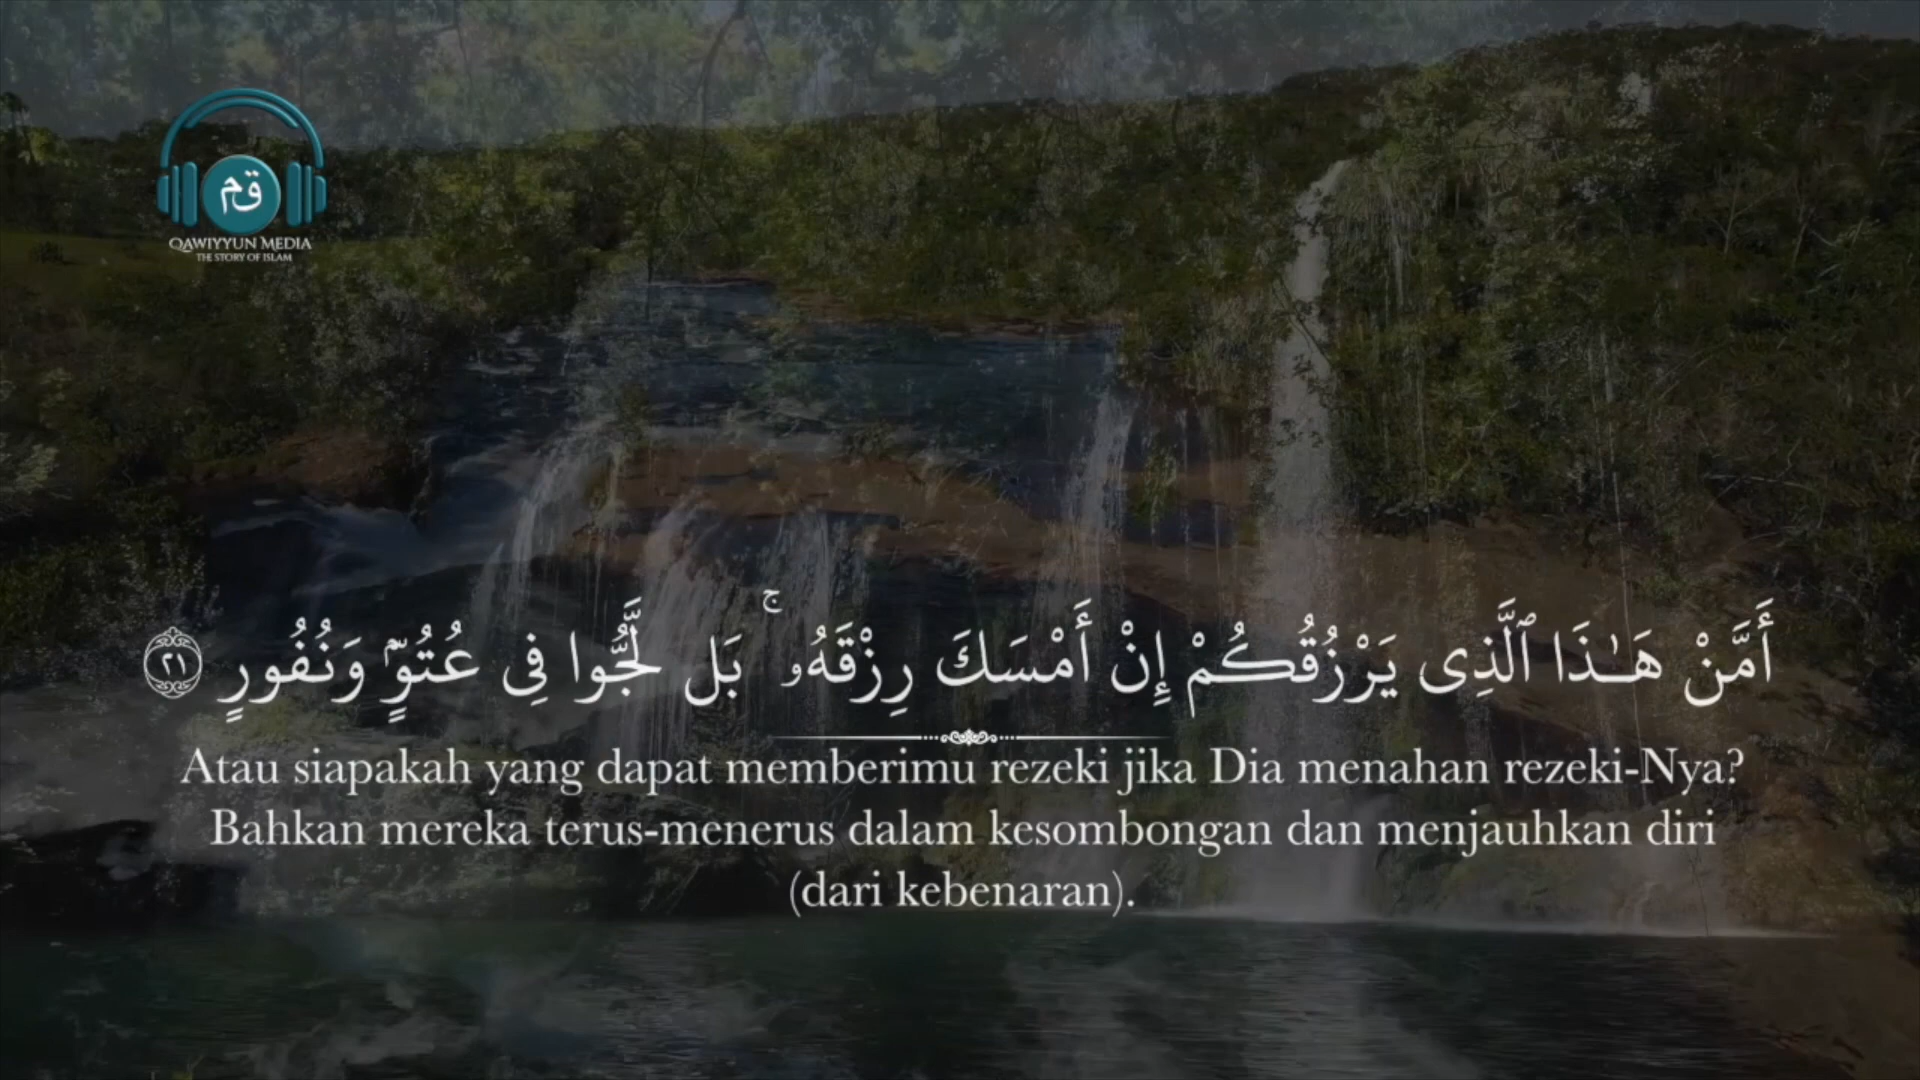 قم
QAWIYYUN MEDIA
THE STORY OF ISLAM
أَمَّنْ هَـٰذَا ٱلَّذِى يَرْزُقُكُمْ إِنْ أَمْسَكَ رِزْقَهُۥ ۚ بَل لَّجُّوا فِى عُتُوٍّۢ وَنُفُورٍ ٢١
Atau siapakah yang dapat memberimu rezeki jika Dia menahan rezeki-Nya?
Bahkan mereka terus-menerus dalam kesombongan dan menjauhkan diri
(dari kebenaran).